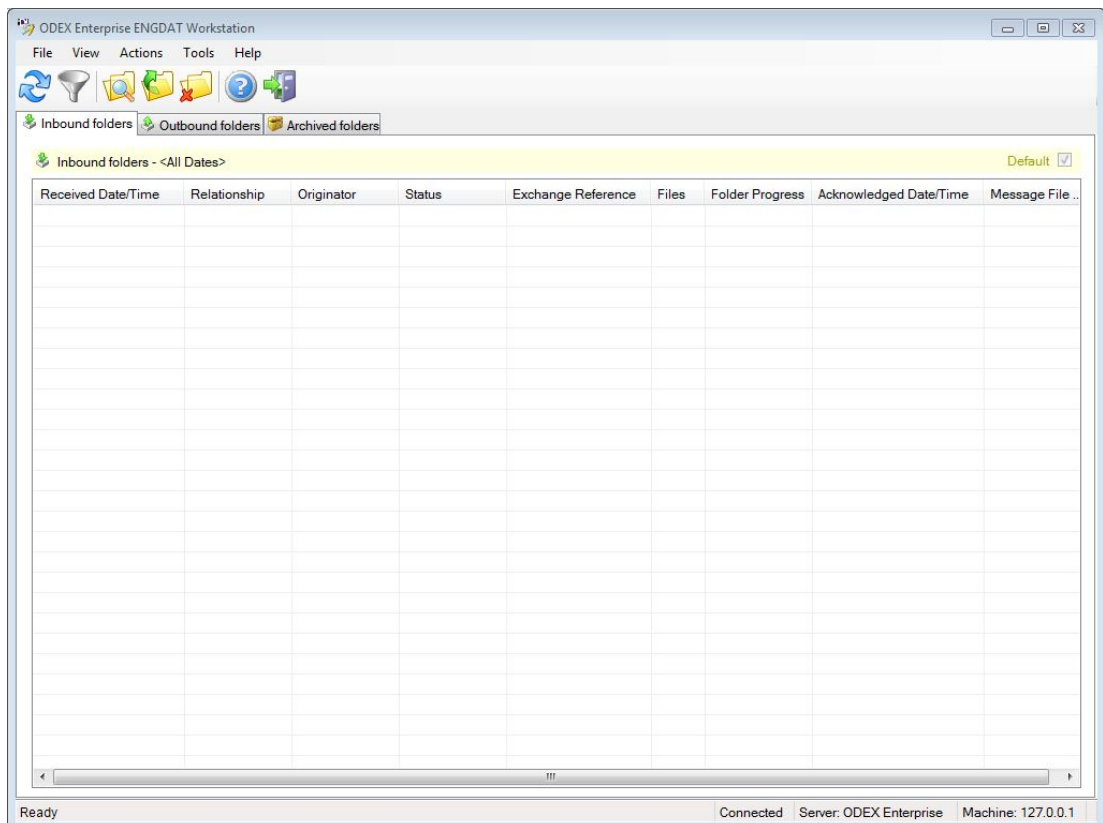 ODEX Enterprise ENGDAT Workstation
File View Actions Tools Help
Inbound folders Outbound folders Archived folders
Inbound folders - <All Dates> Default
Received Date/Time Relationship Originator Status Exchange Reference Files Folder Progress Acknowledged Date/Time Message File ..
Ready Connected Server: ODEX Enterprise Machine: 127.0.0.1